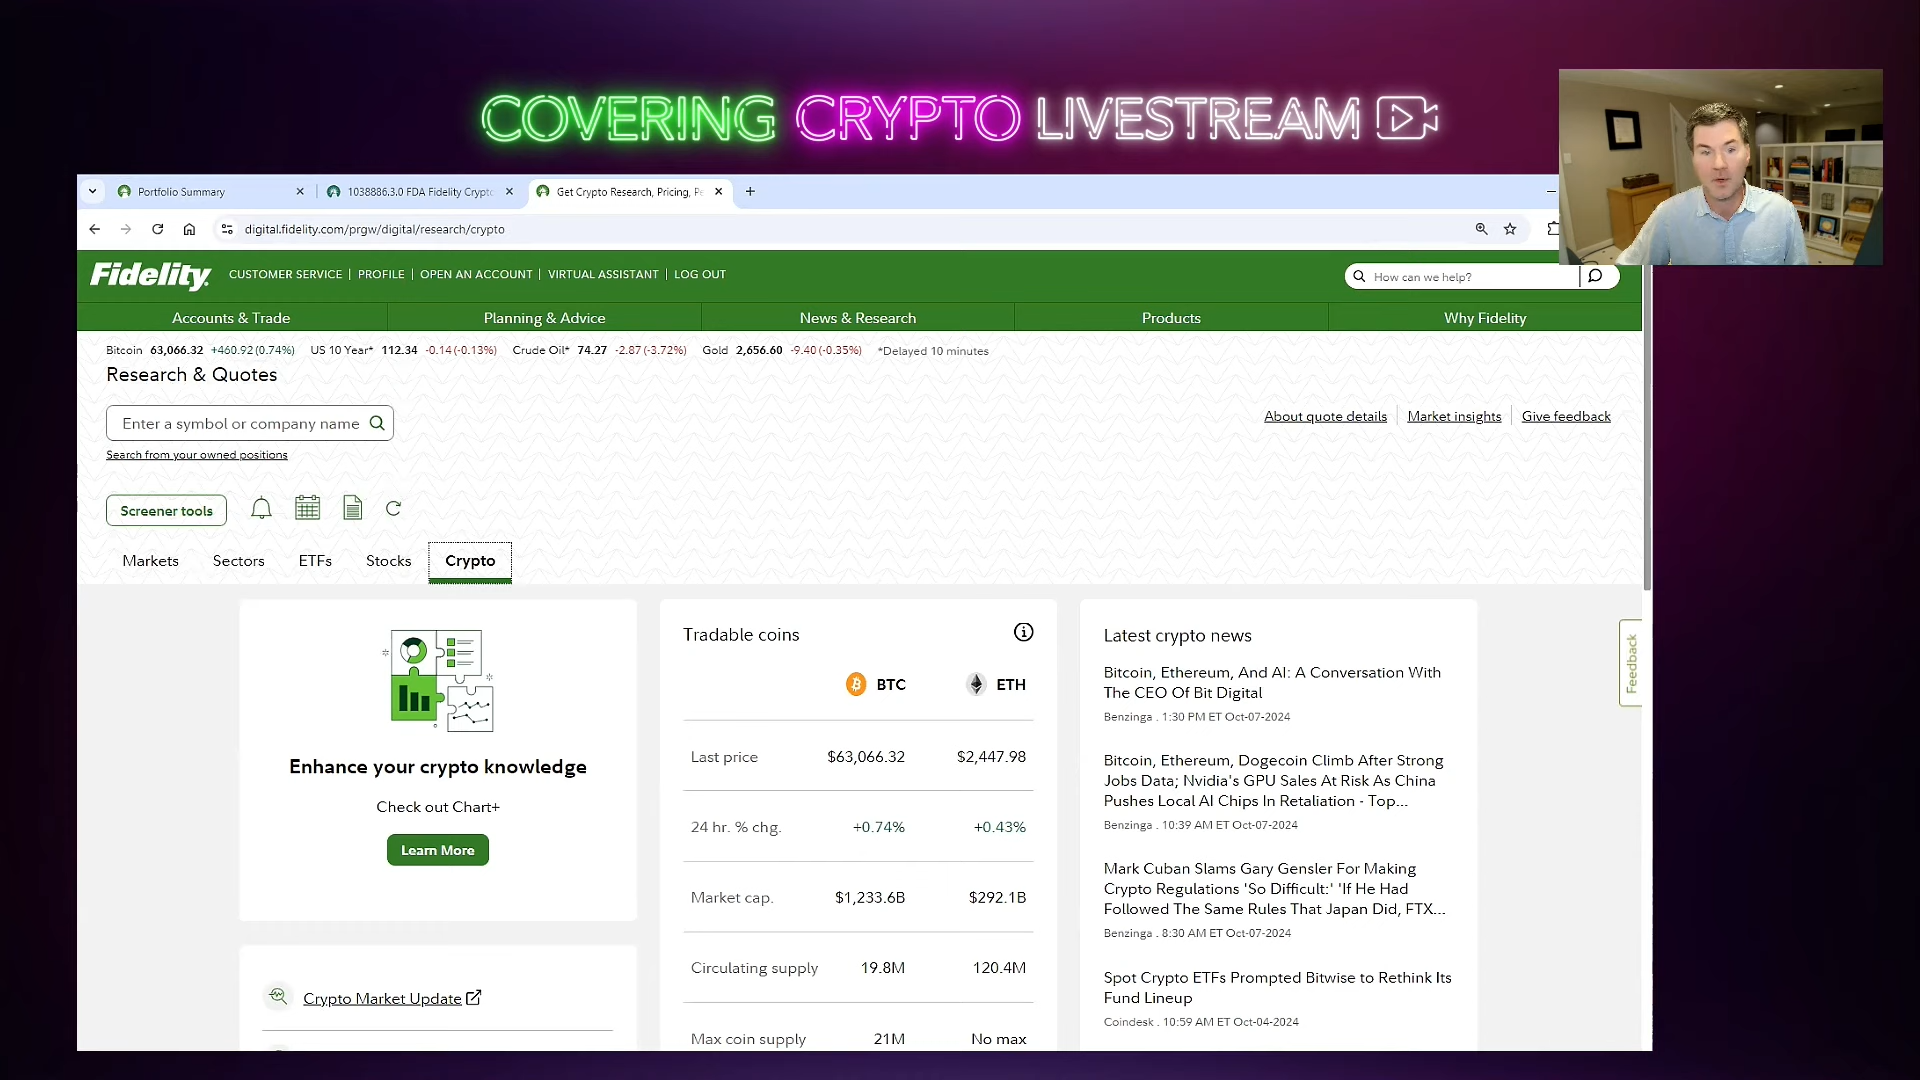 COVERING CRYPTO LIVESTREAM
Portfolio Summary
1038886.3.0 FDA Fidelity Crypto
Get Crypto Research, Pricing, Pe
digital.fidelity.com/prgw/digital/research/crypto
Fidelity
CUSTOMER SERVICE | PROFILE | OPEN AN ACCOUNT | VIRTUAL ASSISTANT | LOG OUT
How can we help?
Accounts & Trade
Planning & Advice
News & Research
Products
Why Fidelity
Bitcoin 63,066.32 +460.92 (0.74%) US 10 Year* 112.34 -0.14 (-0.13%) Crude Oil* 74.27 -2.87 (-3.72%) Gold 2,656.60 -9.40 (-0.35%) *Delayed 10 minutes
Research & Quotes
Enter a symbol or company name
Search from your owned positions
About quote details
Market insights
Give feedback
Screener tools
Markets
Sectors
ETFs
Stocks
Crypto
Enhance your crypto knowledge
Check out Chart+
Learn More
Crypto Market Update
Tradable coins
BTC ETH
Last price $63,066.32 $2,447.98
24 hr. % chg. +0.74% +0.43%
Market cap. $1,233.6B $292.1B
Circulating supply 19.8M 120.4M
Max coin supply 21M No max
Latest crypto news
Bitcoin, Ethereum, And AI: A Conversation With
The CEO Of Bit Digital
Benzinga . 1:30 PM ET Oct-07-2024
Bitcoin, Ethereum, Dogecoin Climb After Strong
Jobs Data; Nvidia's GPU Sales At Risk As China
Pushes Local AI Chips In Retaliation - Top...
Benzinga . 10:39 AM ET Oct-07-2024
Mark Cuban Slams Gary Gensler For Making
Crypto Regulations 'So Difficult:' 'If He Had
Followed The Same Rules That Japan Did, FTX...
Benzinga . 8:30 AM ET Oct-07-2024
Spot Crypto ETFs Prompted Bitwise to Rethink Its
Fund Lineup
Coindesk . 10:59 AM ET Oct-04-2024
Feedback